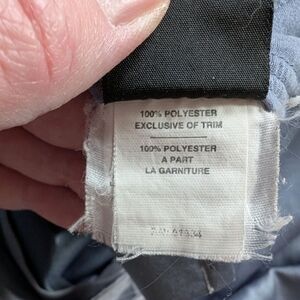 100% POLYESTER
EXCLUSIVE OF TRIM
100% POLYESTER
A PART
LA GARNITURE